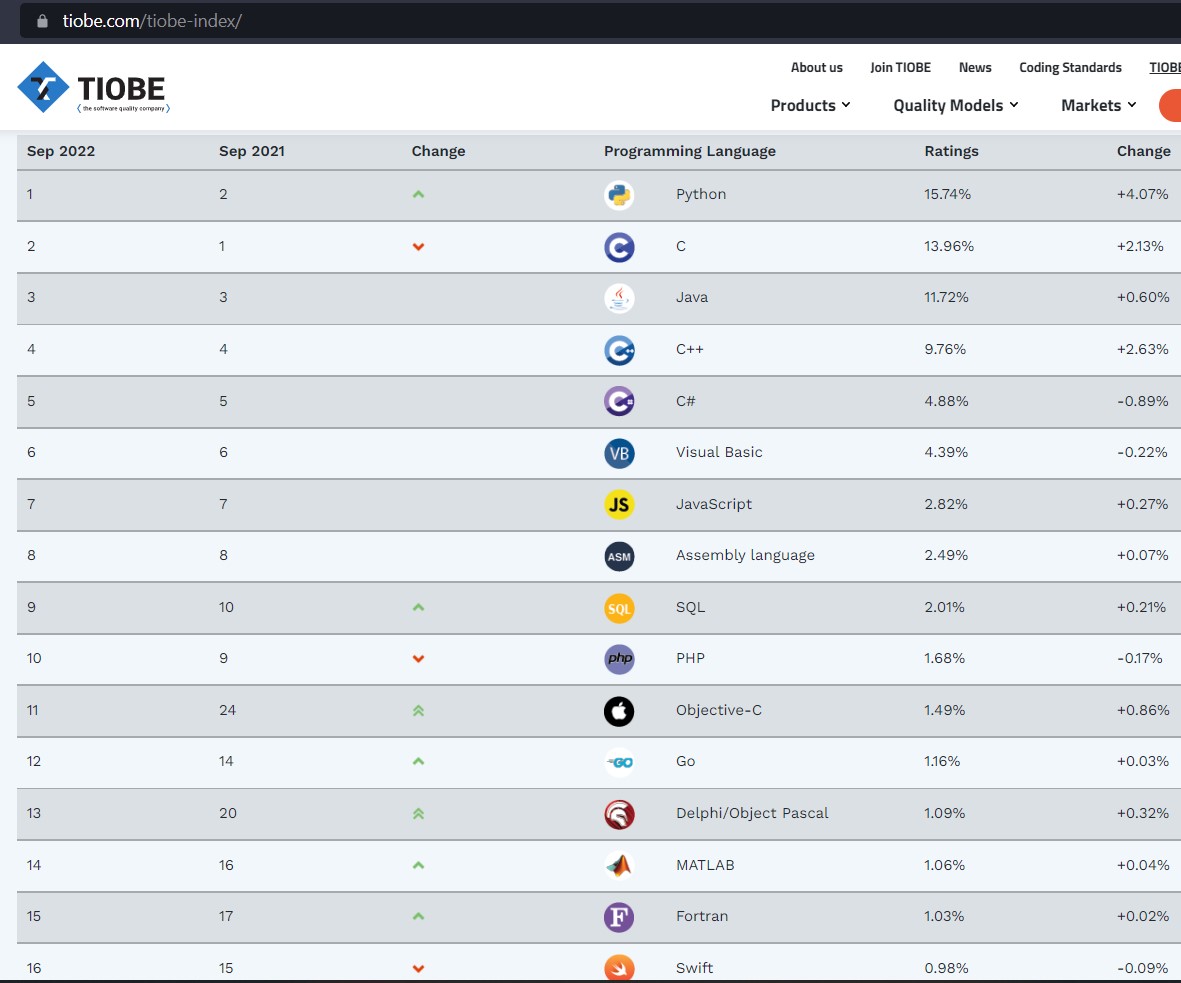 tiobe.com/tiobe-index/
About us Join TIOBE News Coding Standards TIOBE
TIOBE
(the software quality company)
Products Quality Models Markets
Sep 2022 Sep 2021 Change Programming Language Ratings Change
1 2 Python 15.74% +4.07%
2 1 C 13.96% +2.13%
3 3 Java 11.72% +0.60%
4 4 C++ 9.76% +2.63%
5 5 C# 4.88% -0.89%
6 6 VB Visual Basic 4.39% -0.22%
7 7 JS JavaScript 2.82% +0.27%
8 8 ASM Assembly language 2.49% +0.07%
9 10 SQL SQL 2.01% +0.21%
10 9 php PHP 1.68% -0.17%
11 24 Objective-C 1.49% +0.86%
12 14 GO Go 1.16% +0.03%
13 20 Delphi/Object Pascal 1.09% +0.32%
14 16 MATLAB 1.06% +0.04%
15 17 F Fortran 1.03% +0.02%
16 15 Swift 0.98% -0.09%